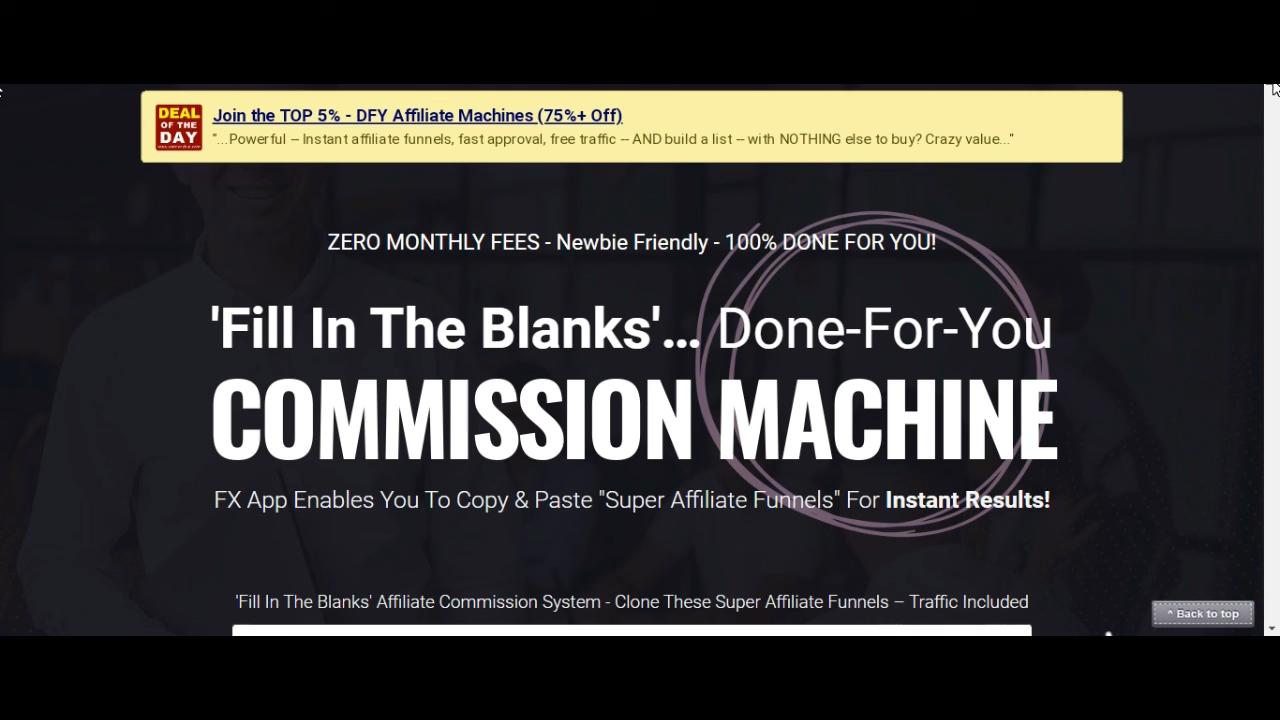 DEAL
OF THE
DAY
Join the TOP 5% - DFY Affiliate Machines (75%+ Off)
"...Powerful -- Instant affiliate funnels, fast approval, free traffic -- AND build a list -- with NOTHING else to buy? Crazy value..."
ZERO MONTHLY FEES - Newbie Friendly - 100% DONE FOR YOU!
'Fill In The Blanks'... Done-For-You
COMMISSION MACHINE
FX App Enables You To Copy & Paste "Super Affiliate Funnels" For Instant Results!
'Fill In The Blanks' Affiliate Commission System - Clone These Super Affiliate Funnels – Traffic Included
^ Back to top